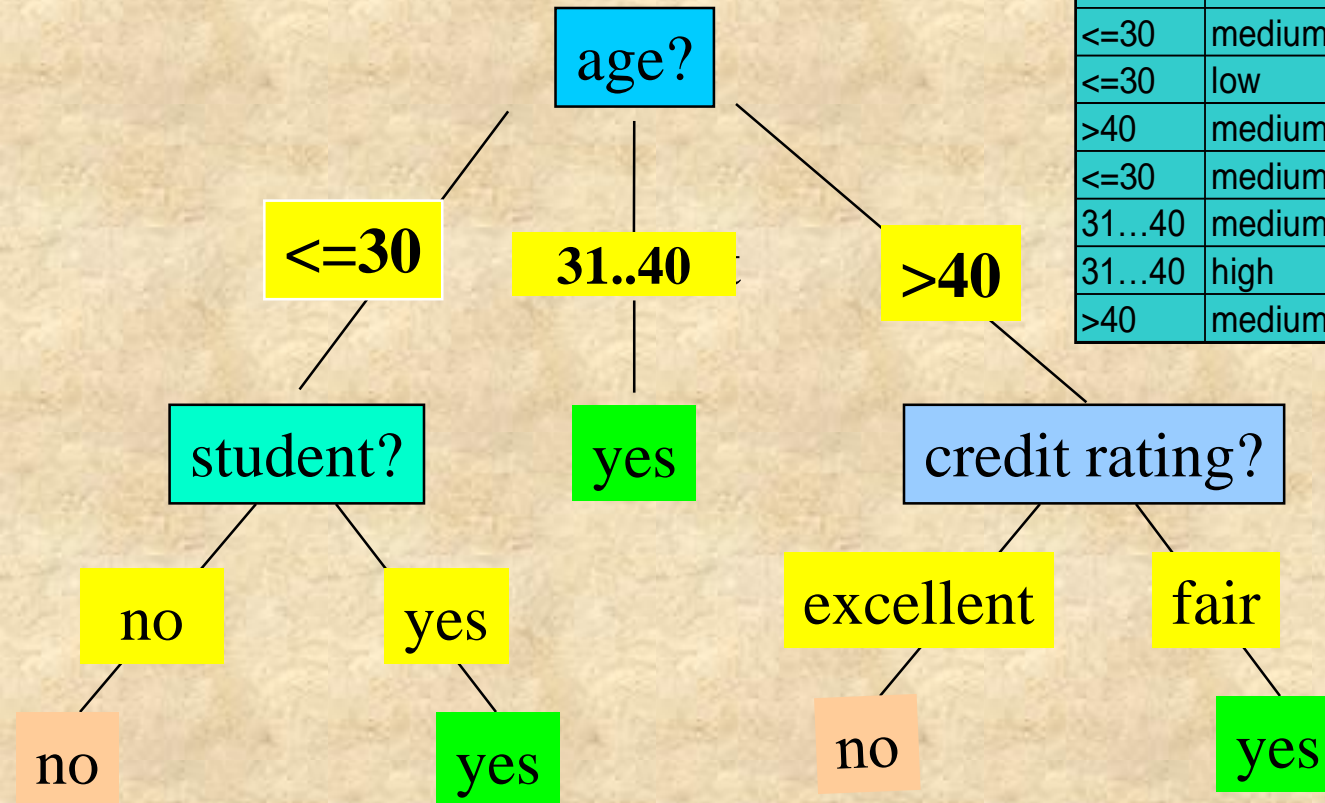 age?
<=30 medium
<=30 low
>40 medium
<=30 medium
31…40 medium
31…40 high
>40 medium
<=30
31..40
>40
student?
yes
credit rating?
no
yes
excellent
fair
no
yes
no
yes